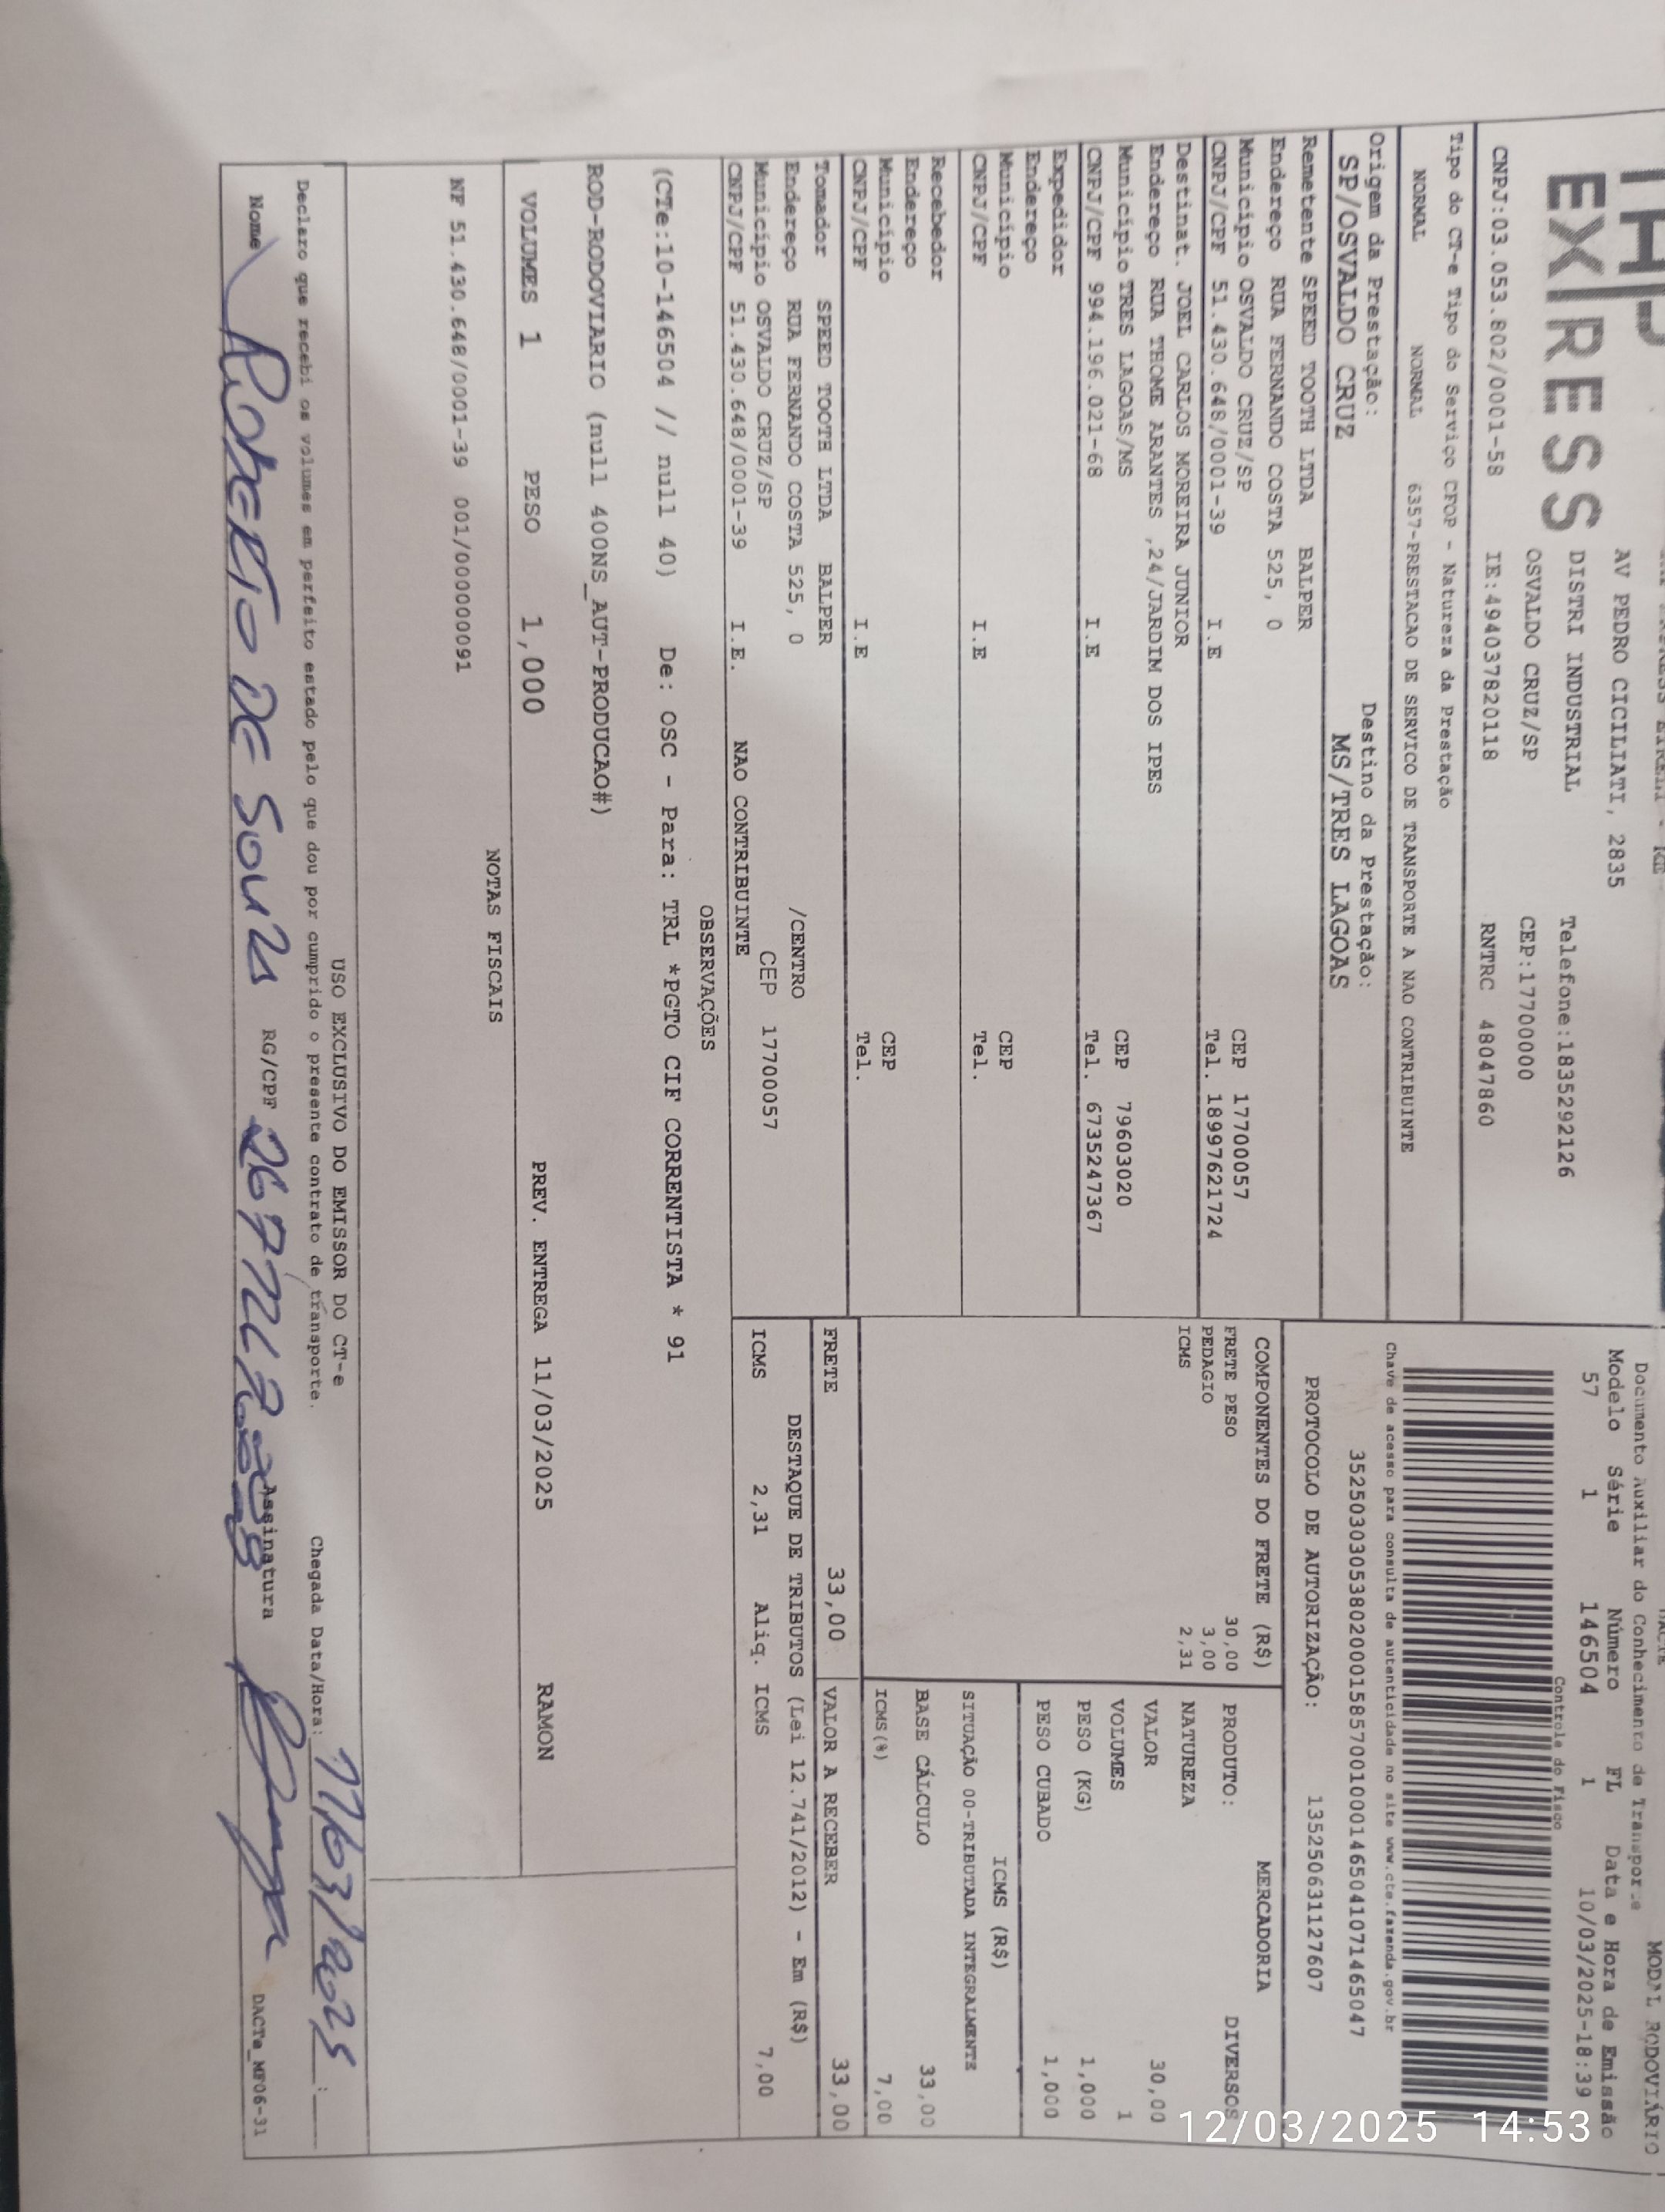 THP
EXPRESS
AV PEDRO CICILIATI, 2835
DISTRI INDUSTRIAL Telefone:1835292126
OSVALDO CRUZ/SP CEP:17700000
CNPJ:03.053.802/0001-58 IE:494037820118 RNTRC 48047860
Tipo do CT-e Tipo do Serviço CFOP - Natureza da Prestação
NORMAL NORMAL 6357-PRESTACAO DE SERVICO DE TRANSPORTE A NAO CONTRIBUINTE
Origem da Prestação: Destino da Prestação:
SP/OSVALDO CRUZ MS/TRES LAGOAS
MODAL RODOVIÁRIO
Documento Auxiliar do Conhecimento de Transporte
Modelo Série Número FL Data e Hora de Emissão
57 1 146504 1 10/03/2025-18:39
Controle do Fisco
Chave de acesso para consulta de autenticidade no site www.cte.fazenda.gov.br
35250303053802000158570010001465041071465047
PROTOCOLO DE AUTORIZAÇÃO: 135250631127607
Remetente SPEED TOOTH LTDA BALPER
Endereço RUA FERNANDO COSTA 525, 0
Município OSVALDO CRUZ/SP CEP 17700057
CNPJ/CPF 51.430.648/0001-39 I.E Tel. 18997621724
Destinat. JOEL CARLOS MOREIRA JUNIOR
Endereço RUA THOME ARANTES ,24/JARDIM DOS IPES
Município TRES LAGOAS/MS CEP 79603020
CNPJ/CPF 994.196.021-68 I.E Tel. 673524​7367
Expedidor
Endereço
Município CEP
CNPJ/CPF I.E Tel.
Recebedor
Endereço
Município CEP
CNPJ/CPF I.E Tel.
Tomador SPEED TOOTH LTDA BALPER
Endereço RUA FERNANDO COSTA 525, 0 /CENTRO
Município OSVALDO CRUZ/SP CEP 17700057
CNPJ/CPF 51.430.648/0001-39 I.E. NAO CONTRIBUINTE
COMPONENTES DO FRETE (R$)
FRETE PESO 30,00
PEDAGIO 3,00
ICMS 2,31
MERCADORIA
PRODUTO: DIVERSOS
NATUREZA
VALOR 30,00
VOLUMES 1
PESO (KG) 1,000
PESO CUBADO 1,000
ICMS (R$)
SITUAÇÃO 00-TRIBUTADA INTEGRALMENTE
BASE CÁLCULO 33,00
ICMS(%) 7,00
FRETE 33,00 VALOR A RECEBER 33,00
DESTAQUE DE TRIBUTOS (Lei 12.741/2012) - Em (R$)
ICMS 2,31 Aliq. ICMS 7,00
OBSERVAÇÕES
(CTe:10-146504 // null 40) De: OSC - Para: TRL *PGTO CIF CORRENTISTA * 91
ROD-RODOVIARIO (null 400NS_AUT-PRODUCAO#)
VOLUMES 1 PESO 1,000 PREV. ENTREGA 11/03/2025 RAMON
NOTAS FISCAIS
NF 51.430.648/0001-39 001/000000091
USO EXCLUSIVO DO EMISSOR DO CT-e
Declaro que recebi os volumes em perfeito estado pelo que dou por cumprido o presente contrato de transporte. Chegada Data/Hora: 11/03/2025 :
Nome ROBERTO DE SOUZA RG/CPF Assinatura
DACTe_MF06-31
12/03/2025 14:53